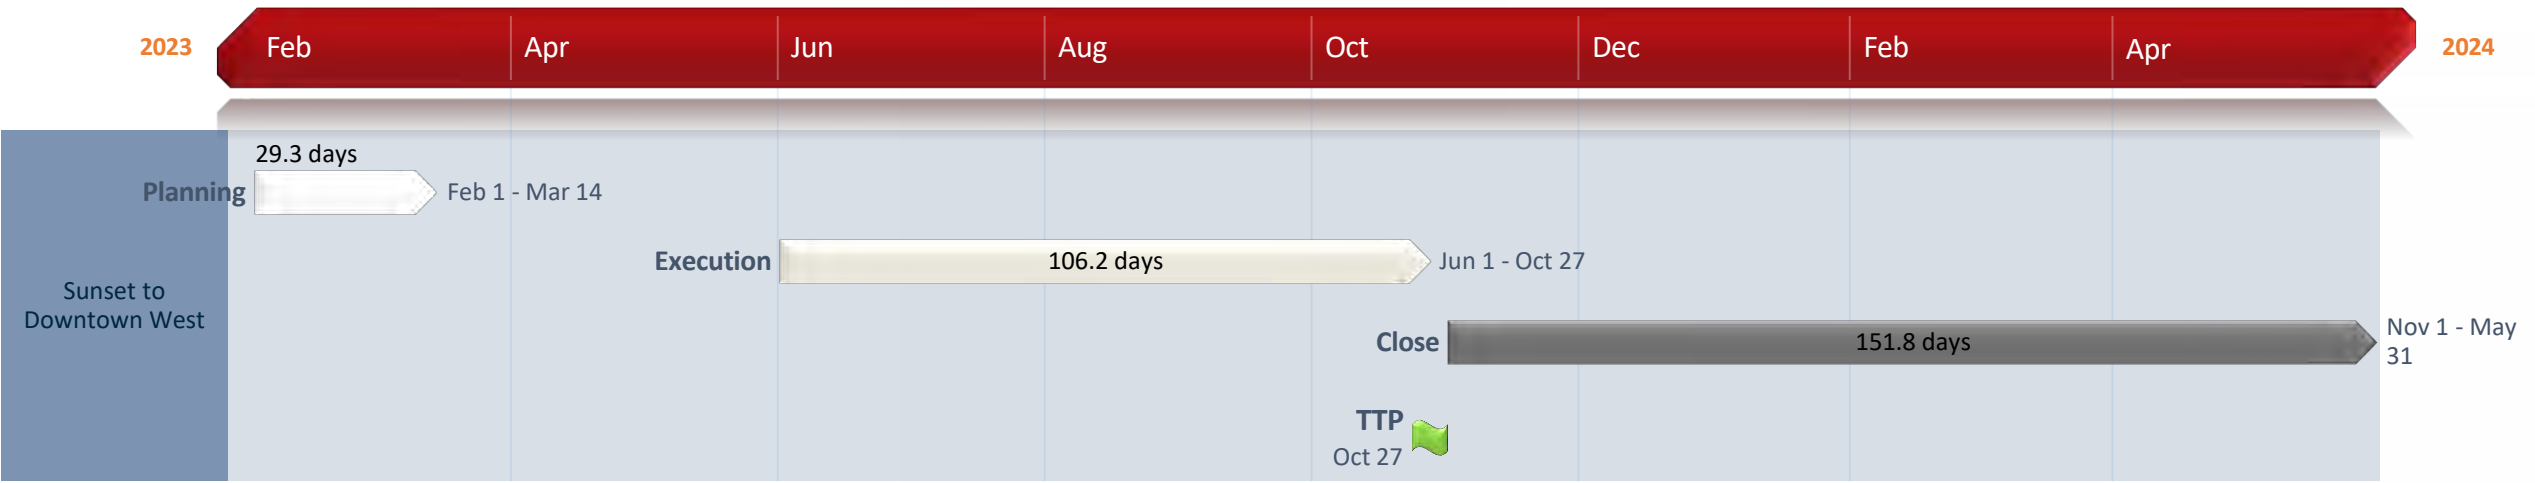 2023
Feb
Apr
Jun
Aug
Oct
Dec
Feb
Apr
2024
29.3 days
Planning
Feb 1 - Mar 14
Execution
106.2 days
Jun 1 - Oct 27
Sunset to
Downtown West
Close
151.8 days
Nov 1 - May
31
TTP
Oct 27